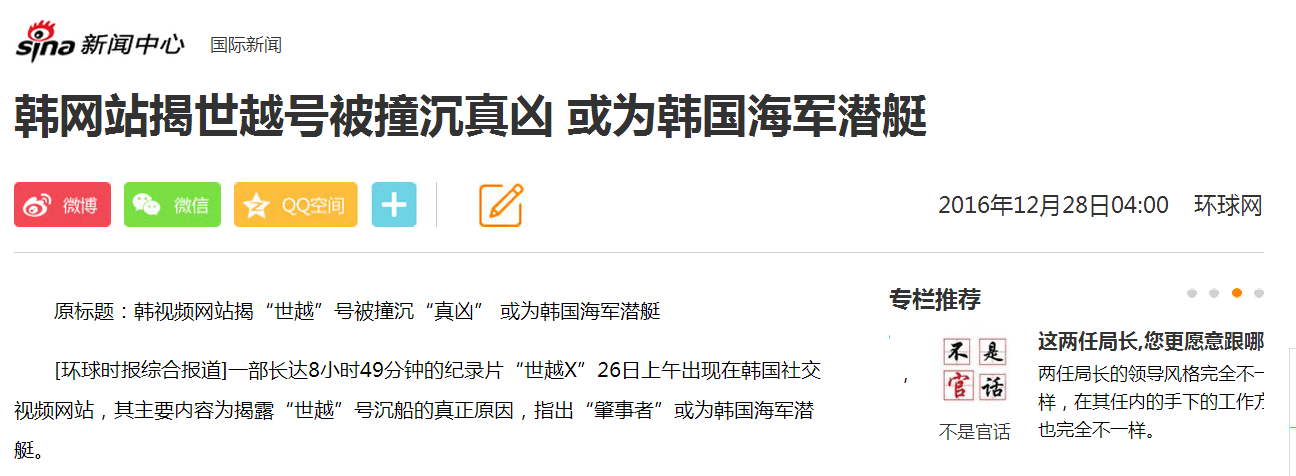 sina 新闻中心 国际新闻
韩网站揭世越号被撞沉真凶 或为韩国海军潜艇
微博 微信 QQ空间 2016年12月28日04:00 环球网
原标题：韩视频网站揭“世越”号被撞沉“真凶” 或为韩国海军潜艇
[环球时报综合报道]一部长达8小时49分钟的纪录片“世越X”26日上午出现在韩国社交
视频网站，其主要内容为揭露“世越”号沉船的真正原因，指出“肇事者”或为韩国海军潜
艇。
专栏推荐
，
不是
官话
不是官话
这两任局长,您更愿意跟哪
两任局长的领导风格完全不一
样，在其任内的手下的工作方
也完全不一样。